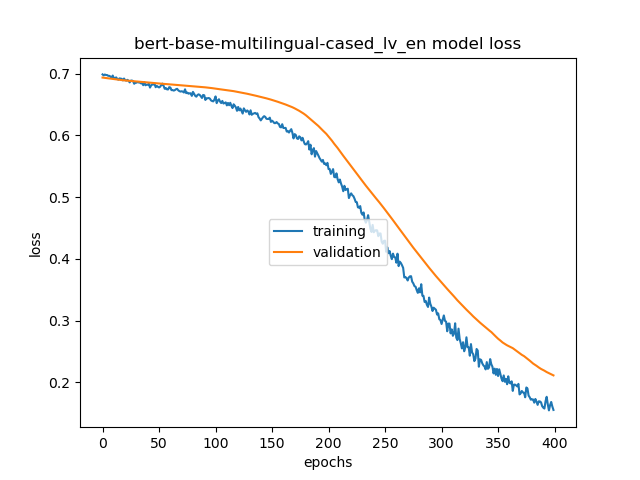 bert-base-multilingual-cased_lv_en model loss
0.7
0.6
0.5
0.4
0.3
0.2
loss
training
validation
0 50 100 150 200 250 300 350 400
epochs